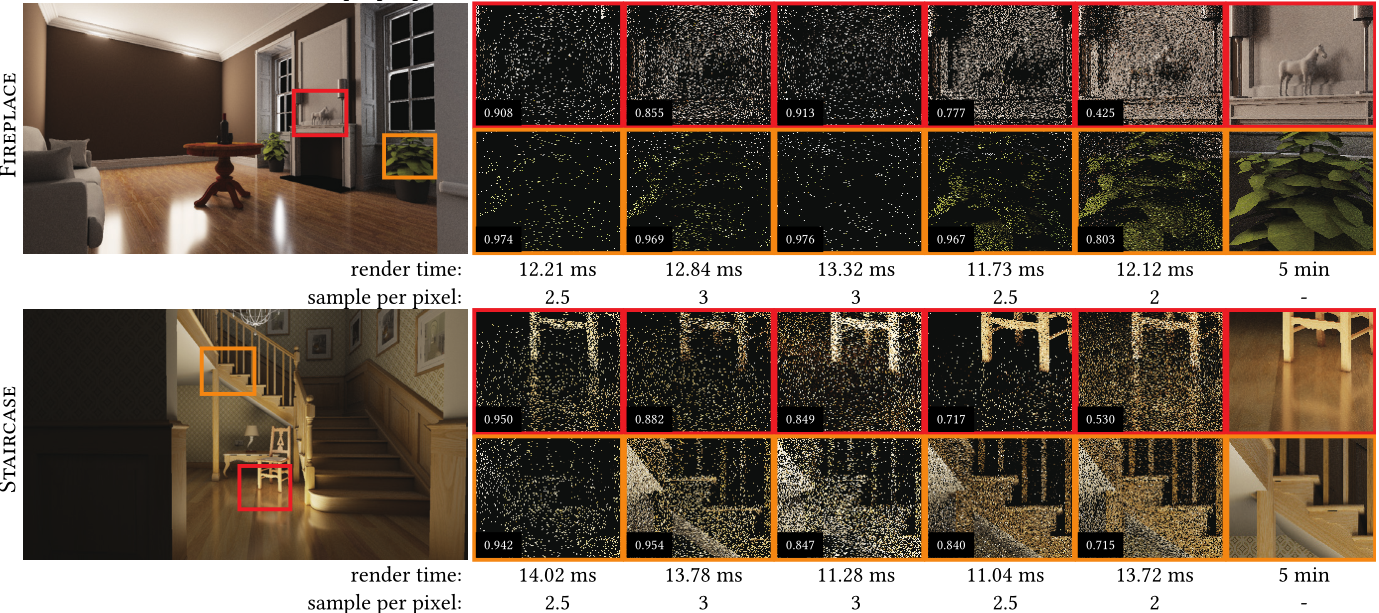 FIREPLACE
0.908 0.855 0.913 0.777 0.425
0.974 0.969 0.976 0.967 0.803
render time: 12.21 ms 12.84 ms 13.32 ms 11.73 ms 12.12 ms 5 min
sample per pixel: 2.5 3 3 2.5 2 -
STAIRCASE
0.950 0.882 0.849 0.717 0.530
0.942 0.954 0.847 0.840 0.715
render time: 14.02 ms 13.78 ms 11.28 ms 11.04 ms 13.72 ms 5 min
sample per pixel: 2.5 3 3 2.5 2 -